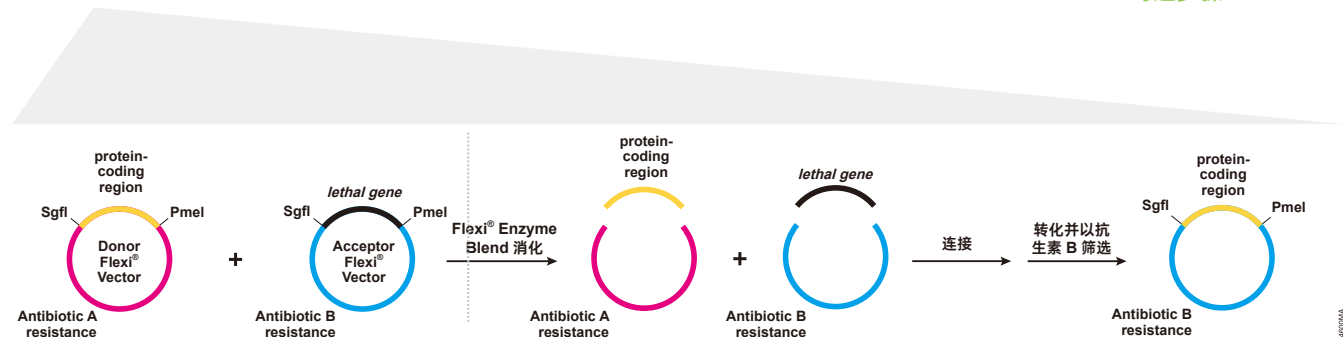 protein-
coding
region
SgfI
PmeI
Donor
Flexi®
Vector
Antibiotic A
resistance
+
lethal gene
SgfI
PmeI
Acceptor
Flexi®
Vector
Antibiotic B
resistance
Flexi® Enzyme
Blend 消化
protein-
coding
region
Antibiotic A
resistance
+
lethal gene
Antibiotic B
resistance
连接
转化并以抗
生素 B 筛选
protein-
coding
region
SgfI
PmeI
Antibiotic B
resistance